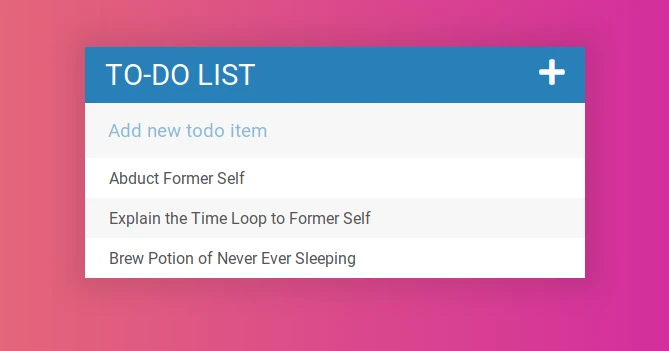 TO-DO LIST
Add new todo item
Abduct Former Self
Explain the Time Loop to Former Self
Brew Potion of Never Ever Sleeping